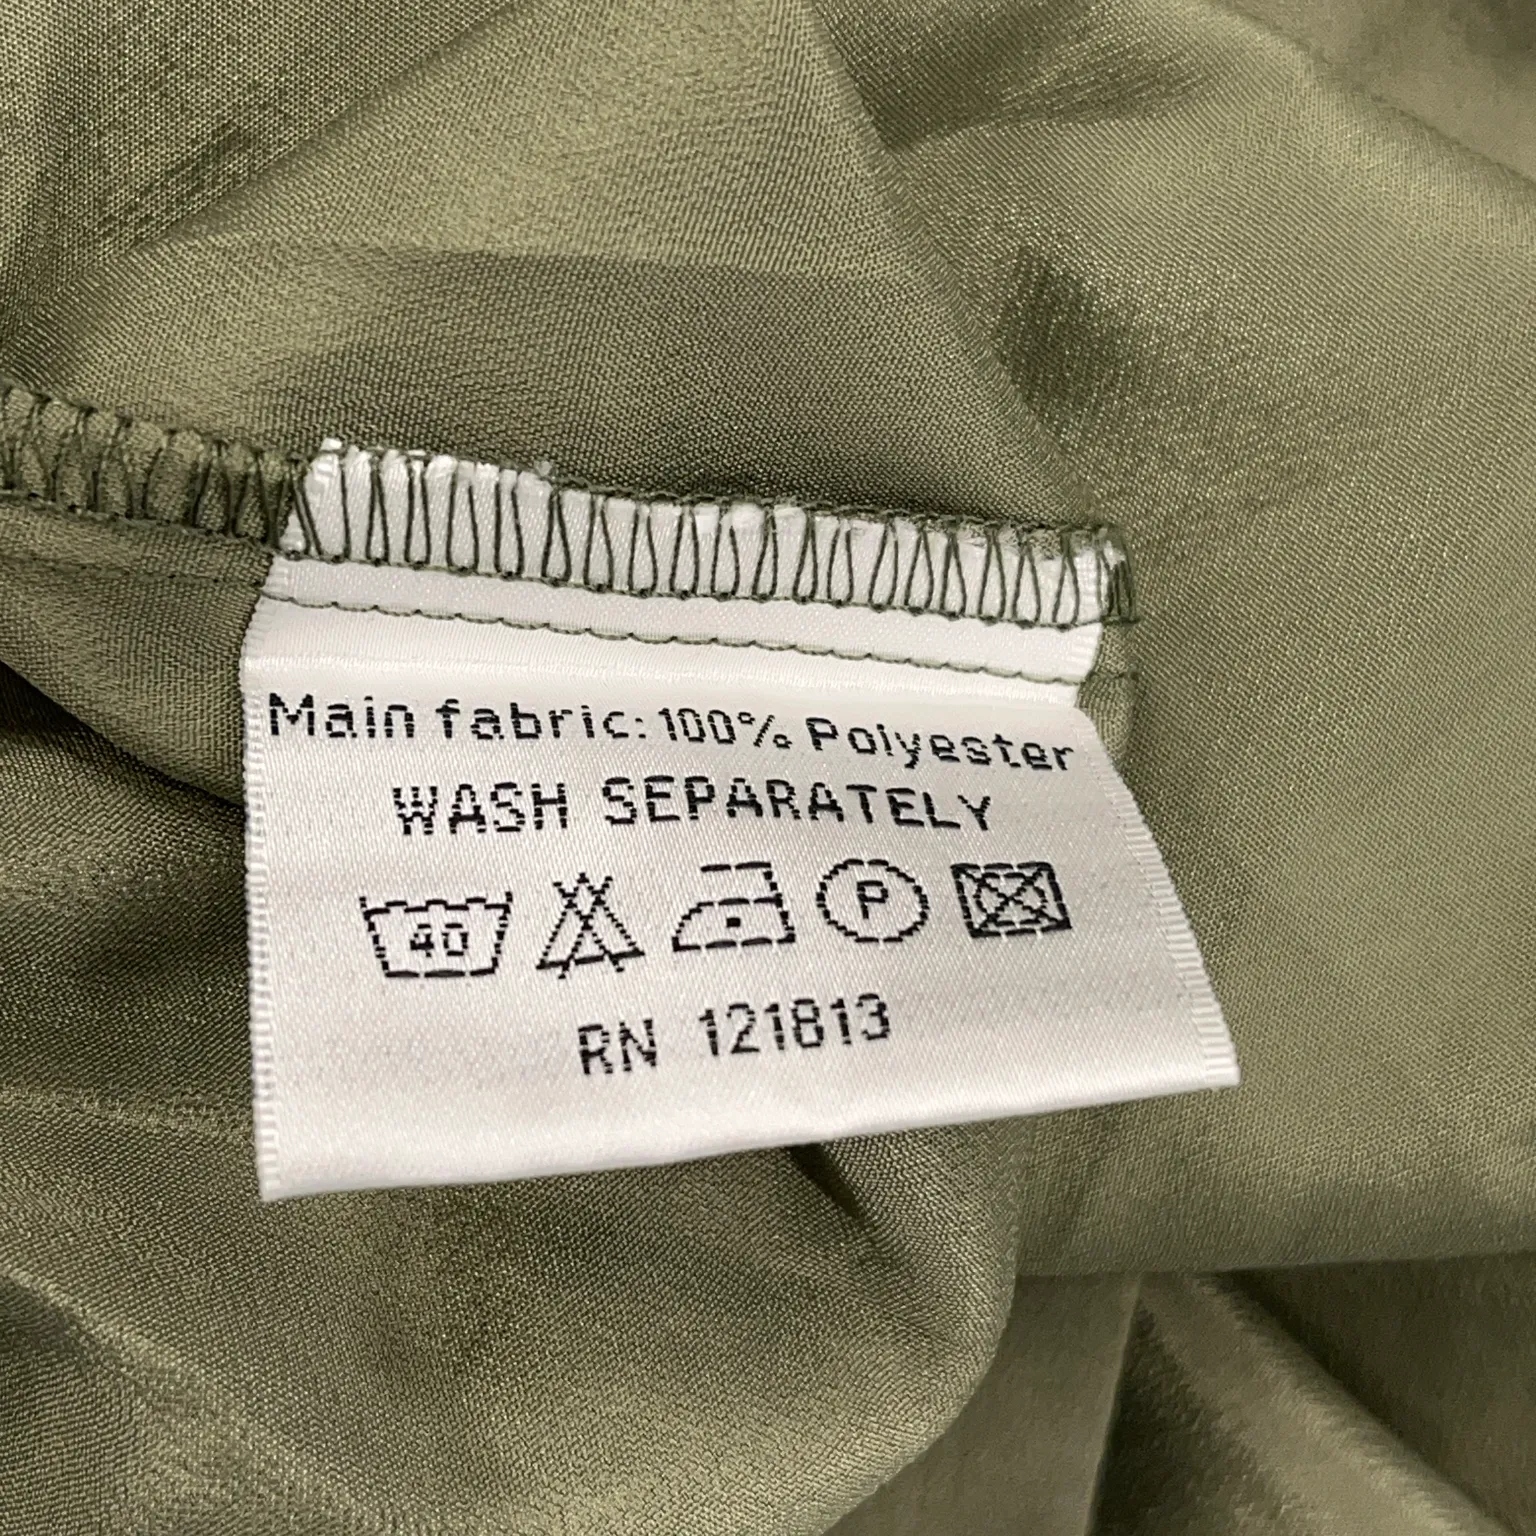 Main fabric: 100% Polyester
WASH SEPARATELY
40 P
RN 121813